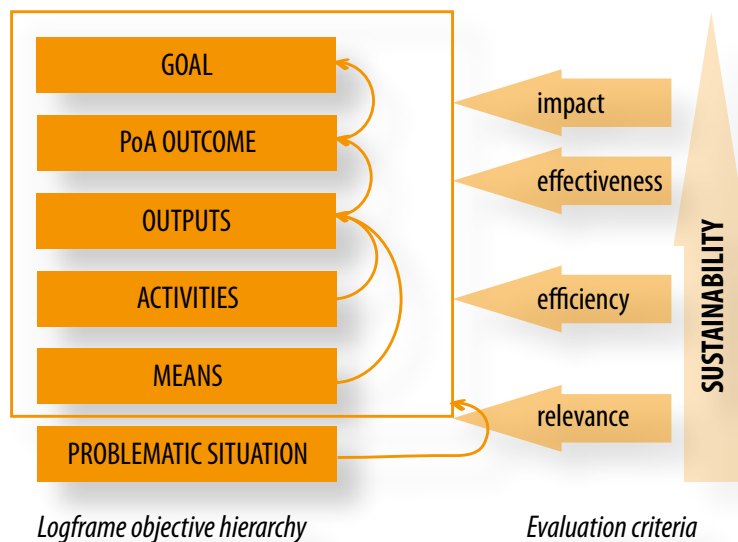 GOAL
PoA OUTCOME
OUTPUTS
ACTIVITIES
MEANS
PROBLEMATIC SITUATION
Logframe objective hierarchy
impact
effectiveness
efficiency
relevance
SUSTAINABILITY
Evaluation criteria